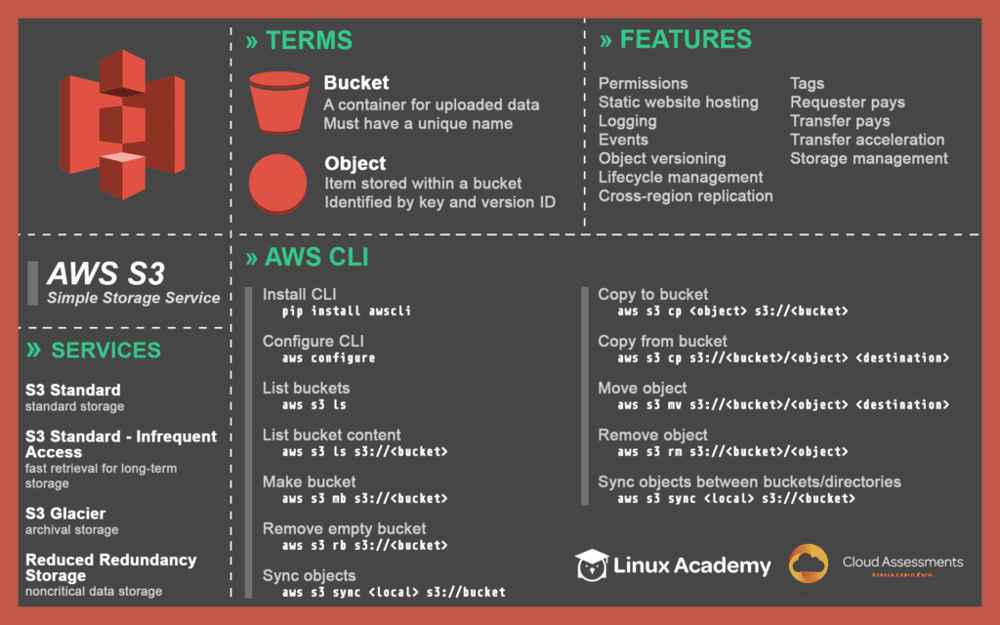 » TERMS
Bucket
A container for uploaded data
Must have a unique name
Object
Item stored within a bucket
Identified by key and version ID
» FEATURES
Permissions
Static website hosting
Logging
Events
Object versioning
Lifecycle management
Cross-region replication
Tags
Requester pays
Transfer pays
Transfer acceleration
Storage management
AWS S3
Simple Storage Service
» SERVICES
S3 Standard
standard storage
S3 Standard - Infrequent
Access
fast retrieval for long-term
storage
S3 Glacier
archival storage
Reduced Redundancy
Storage
noncritical data storage
» AWS CLI
Install CLI
pip install awscli
Configure CLI
aws configure
List buckets
aws s3 ls
List bucket content
aws s3 ls s3://<bucket>
Make bucket
aws s3 mb s3://<bucket>
Remove empty bucket
aws s3 rb s3://<bucket>
Sync objects
aws s3 sync <local> s3://bucket
Copy to bucket
aws s3 cp <object> s3://<bucket>
Copy from bucket
aws s3 cp s3://<bucket>/<object> <destination>
Move object
aws s3 mv s3://<bucket>/<object> <destination>
Remove object
aws s3 rm s3://<bucket>/<object>
Sync objects between buckets/directories
aws s3 sync <local> s3://<bucket>
Linux Academy
Cloud Assessments
Assess.Learn.Earn.